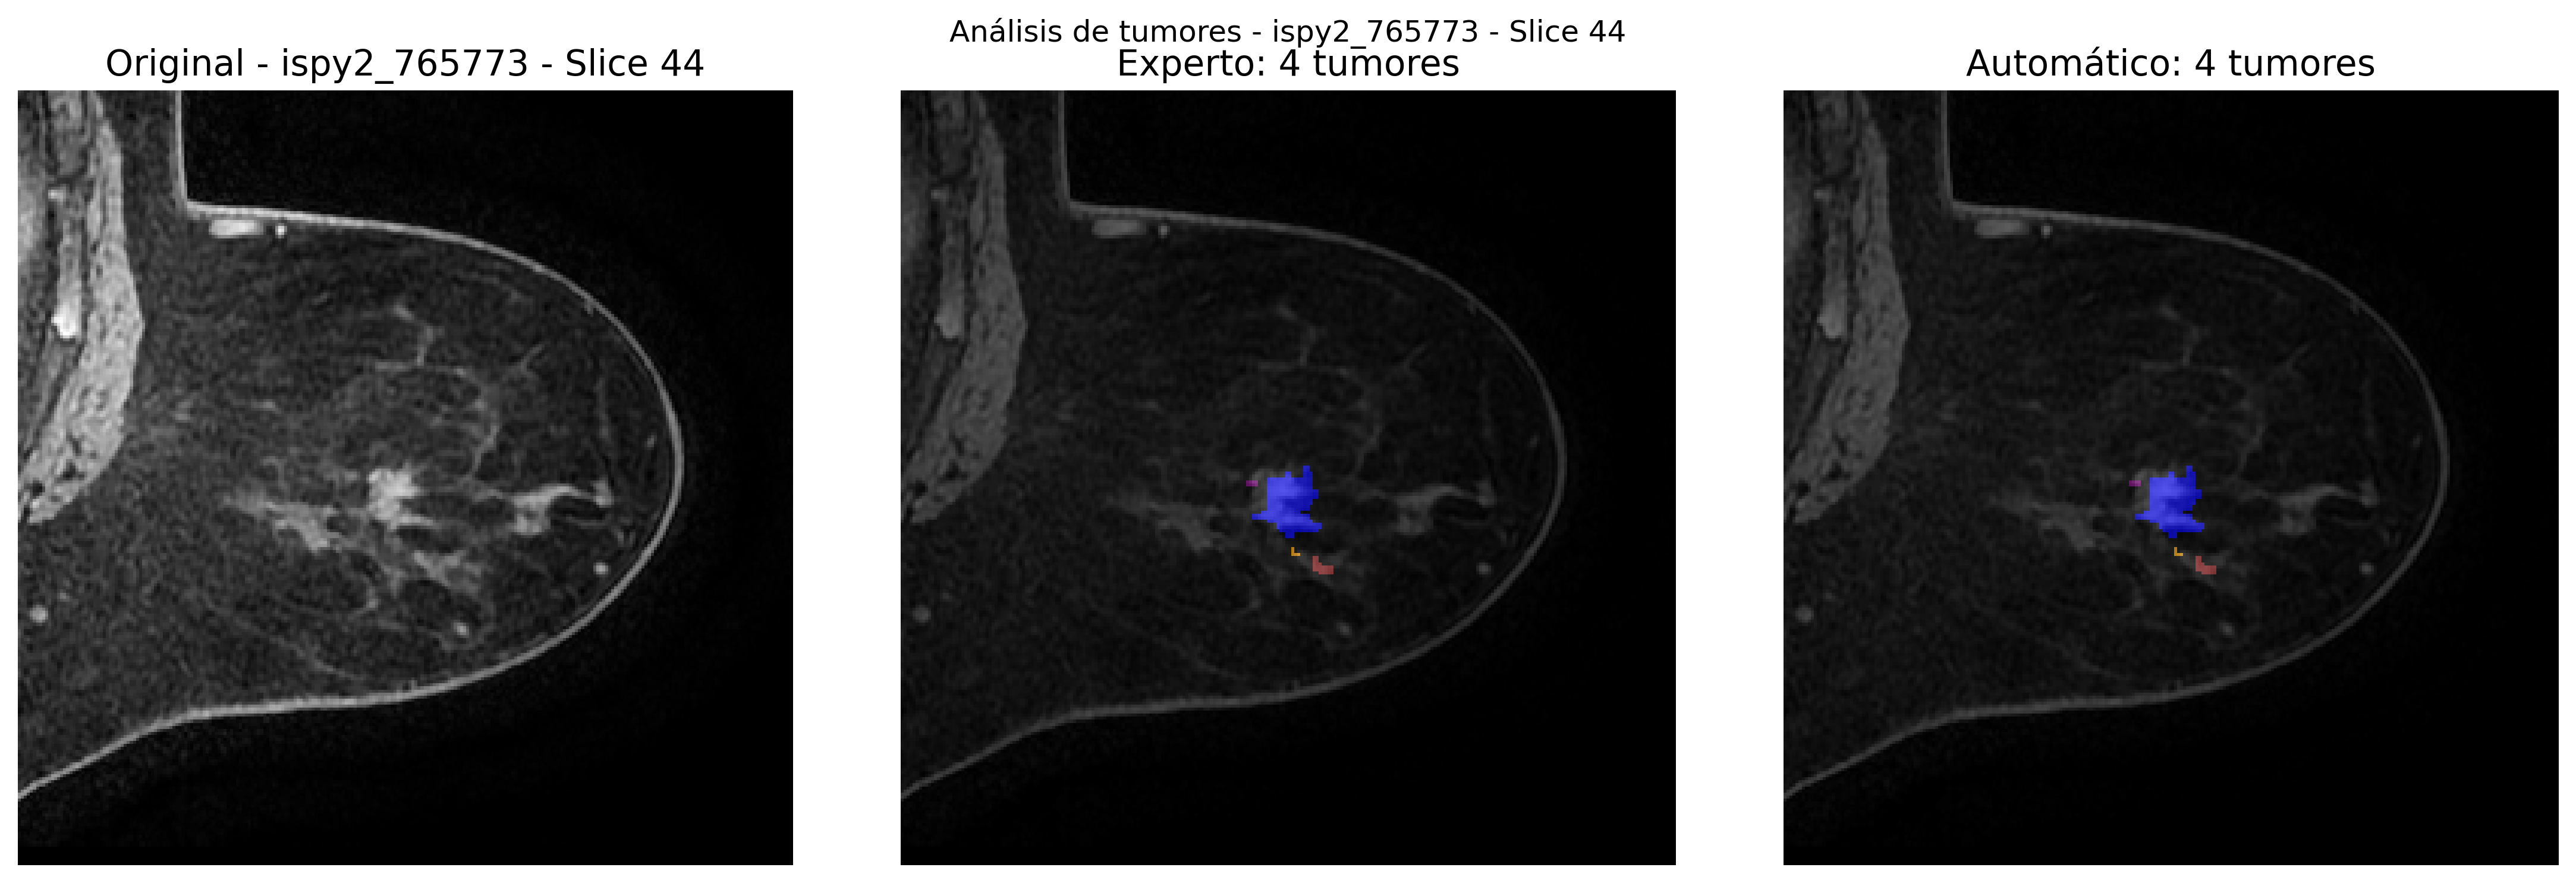 Análisis de tumores - ispy2_765773 - Slice 44
Original - ispy2_765773 - Slice 44
Experto: 4 tumores
Automático: 4 tumores